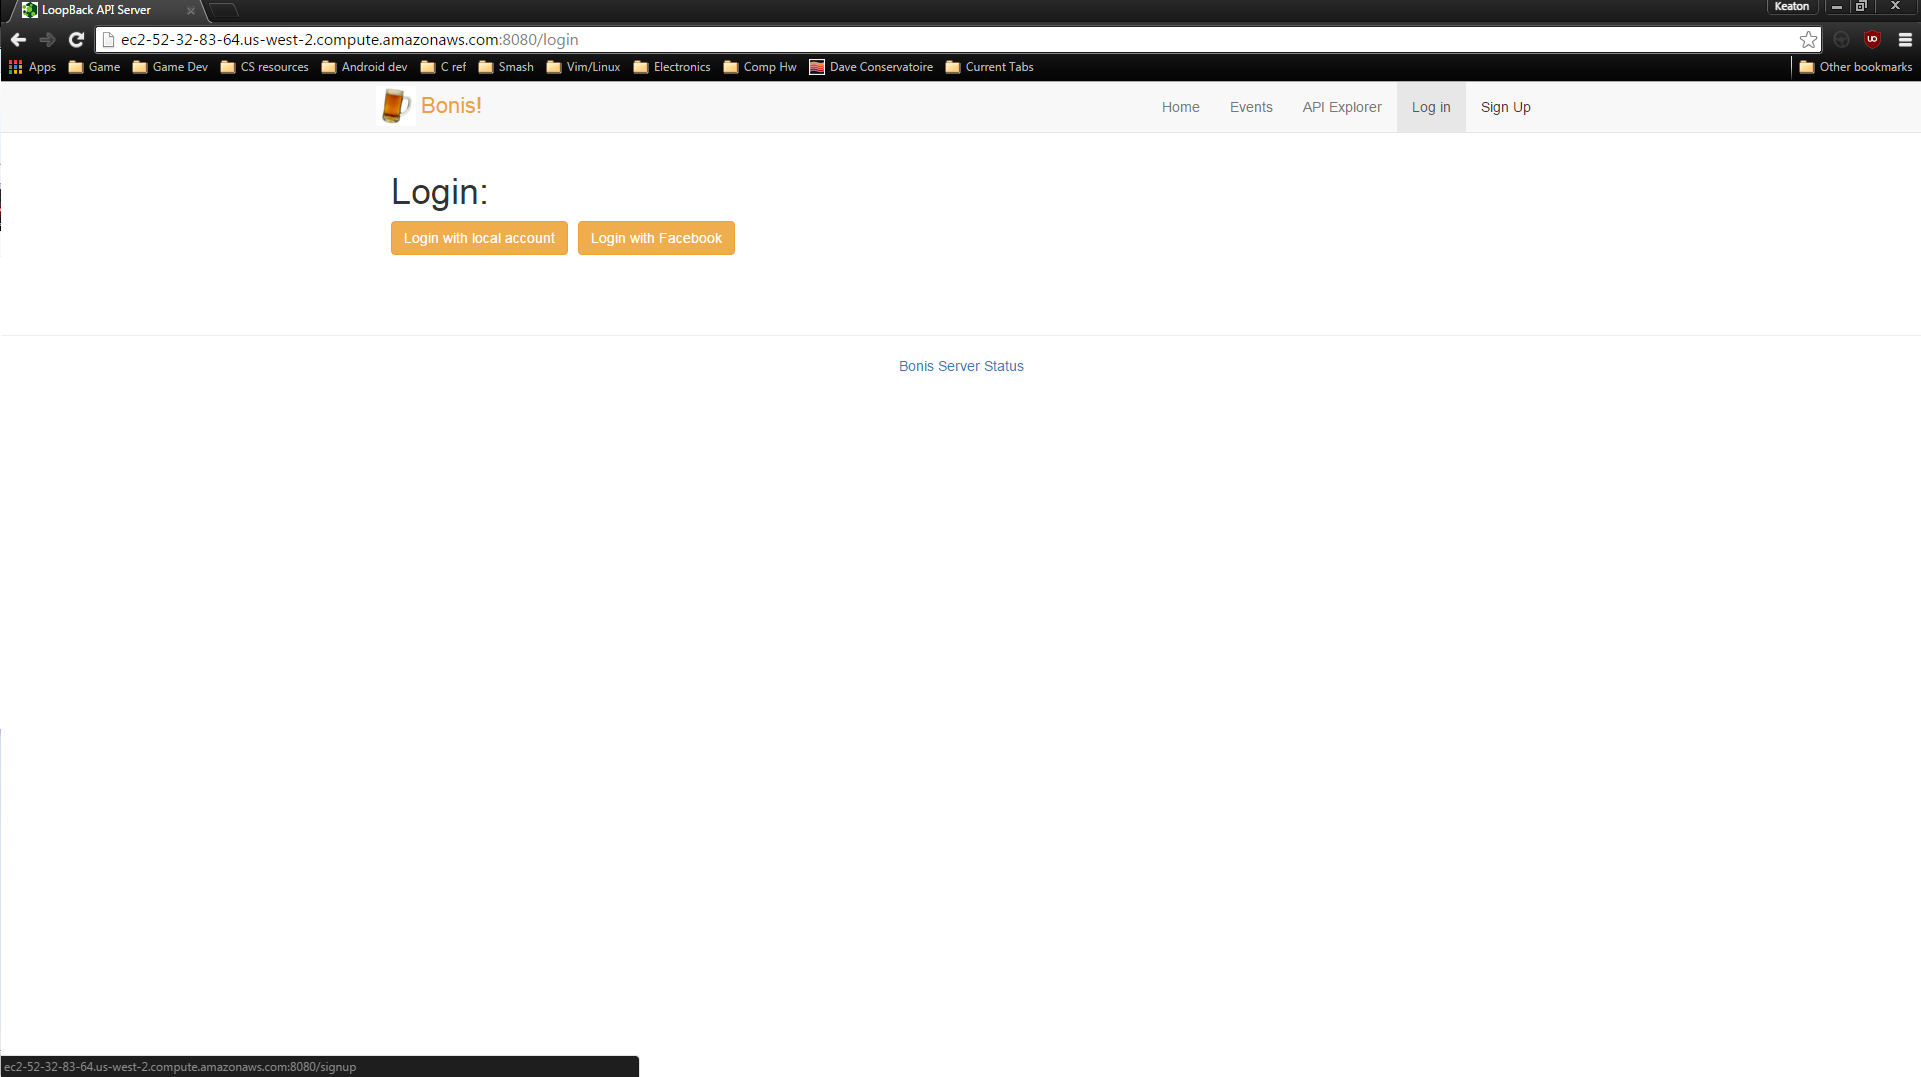 LoopBack API Server
Keaton
ec2-52-32-83-64.us-west-2.compute.amazonaws.com:8080/login
Apps Game Game Dev CS resources Android dev C ref Smash Vim/Linux Electronics Comp Hw Dave Conservatoire Current Tabs Other bookmarks
Bonis! Home Events API Explorer Log in Sign Up
Login:
Login with local account Login with Facebook
Bonis Server Status
ec2-52-32-83-64.us-west-2.compute.amazonaws.com:8080/signup